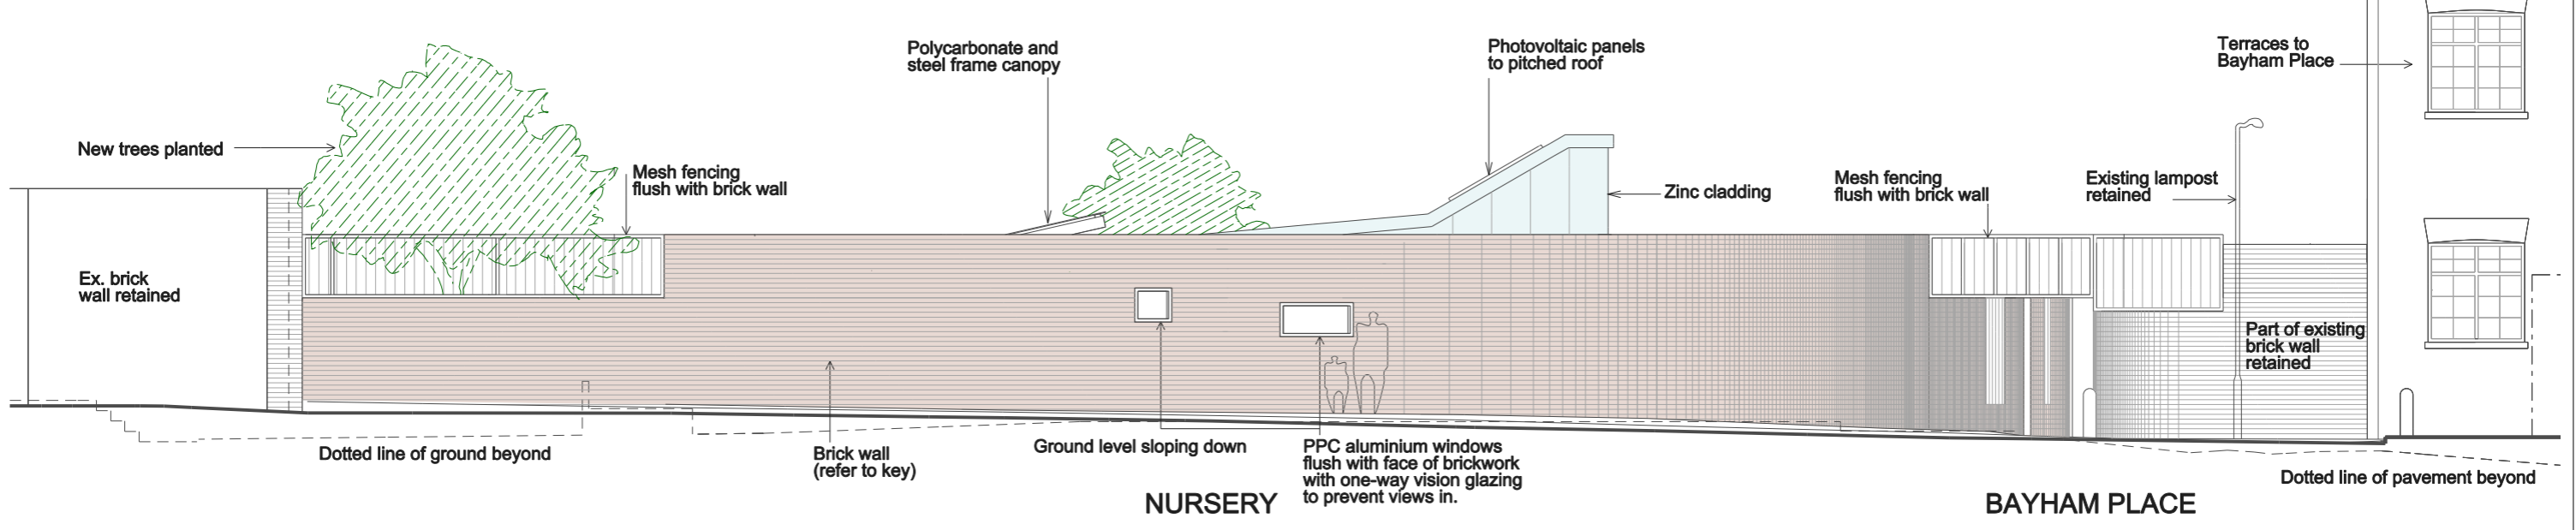 Polycarbonate and
steel frame canopy
Photovoltaic panels
to pitched roof
Terraces to
Bayham Place
New trees planted
Mesh fencing
flush with brick wall
Zinc cladding
Mesh fencing
flush with brick wall
Existing lampost
retained
Ex. brick
wall retained
Part of existing
brick wall
retained
Dotted line of ground beyond
Brick wall
(refer to key)
Ground level sloping down
PPC aluminium windows
flush with face of brickwork
with one-way vision glazing
to prevent views in.
Dotted line of pavement beyond
NURSERY
BAYHAM PLACE